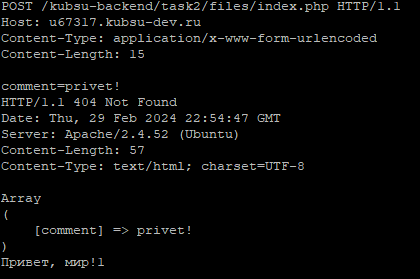 POST /kubsu-backend/task2/files/index.php HTTP/1.1
Host: u67317.kubsu-dev.ru
Content-Type: application/x-www-form-urlencoded
Content-Length: 15

comment=privet!
HTTP/1.1 404 Not Found
Date: Thu, 29 Feb 2024 22:54:47 GMT
Server: Apache/2.4.52 (Ubuntu)
Content-Length: 57
Content-Type: text/html; charset=UTF-8

Array
(
    [comment] => privet!
)
Привет, мир!1